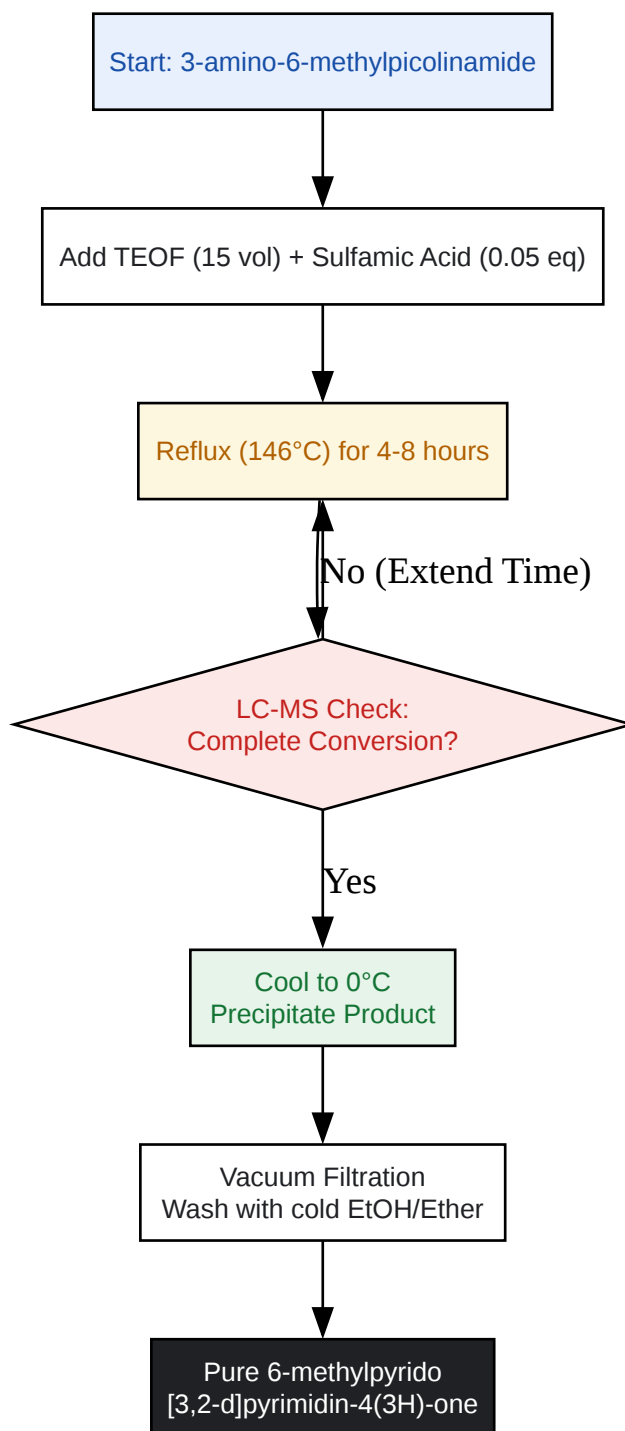 Start: 3-amino-6-methylpicolinamide
Add TEOF (15 vol) + Sulfamic Acid (0.05 eq)
Reflux (146°C) for 4-8 hours
No (Extend Time)
LC-MS Check:
Complete Conversion?
Yes
Cool to 0°C
Precipitate Product
Vacuum Filtration
Wash with cold EtOH/Ether
Pure 6-methylpyrido
[3,2-d]pyrimidin-4(3H)-one